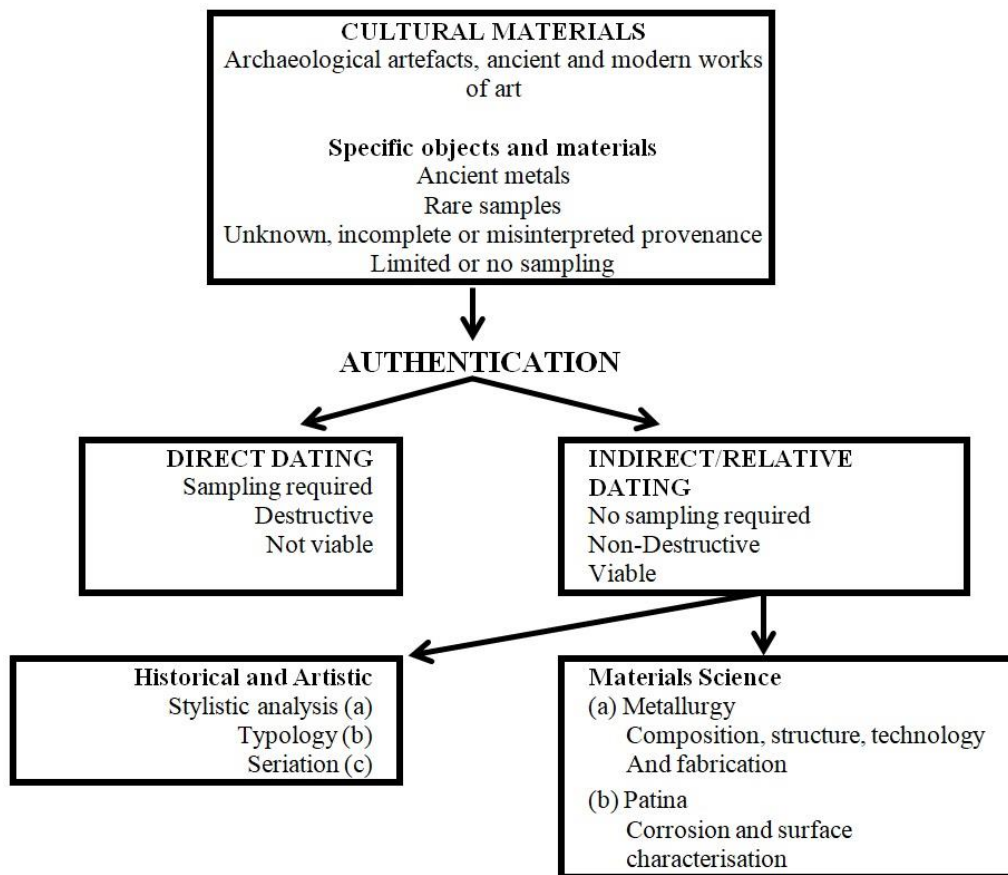 CULTURAL MATERIALS
Archaeological artefacts, ancient and modern works
of art
Specific objects and materials
Ancient metals
Rare samples
Unknown, incomplete or misinterpreted provenance
Limited or no sampling
AUTHENTICATION
DIRECT DATING
Sampling required
Destructive
Not viable
INDIRECT/RELATIVE
DATING
No sampling required
Non-Destructive
Viable
Historical and Artistic
Stylistic analysis (a)
Typology (b)
Seriation (c)
Materials Science
(a) Metallurgy
Composition, structure, technology
And fabrication
(b) Patina
Corrosion and surface
characterisation